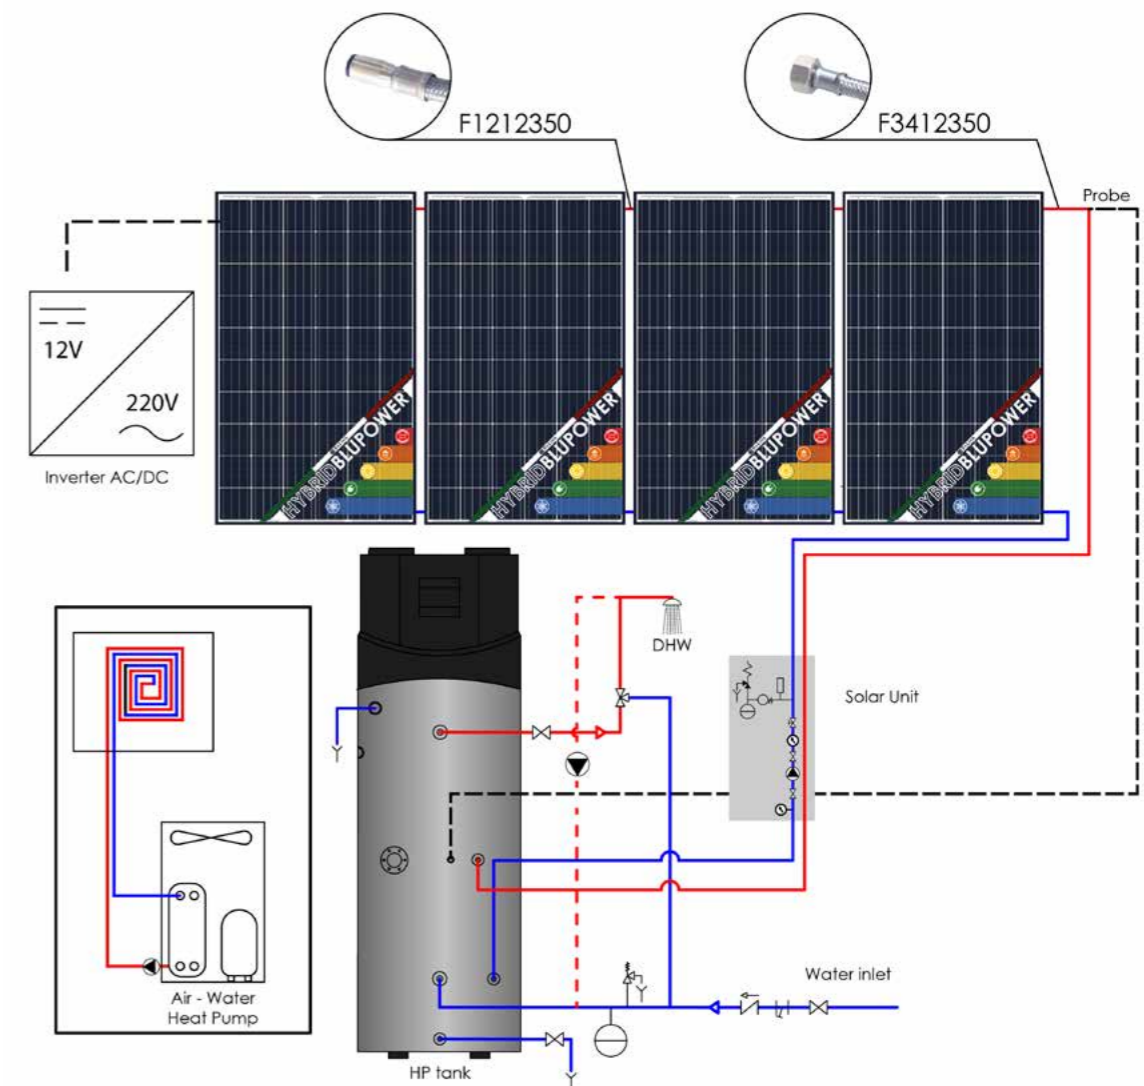 F1212350
F3412350
Probe
12V
220V
Inverter AC/DC
HYBRIDBLUPOWER
HYBRIDBLUPOWER
HYBRIDBLUPOWER
HYBRIDBLUPOWER
DHW
Solar Unit
Water inlet
Air - Water
Heat Pump
HP tank